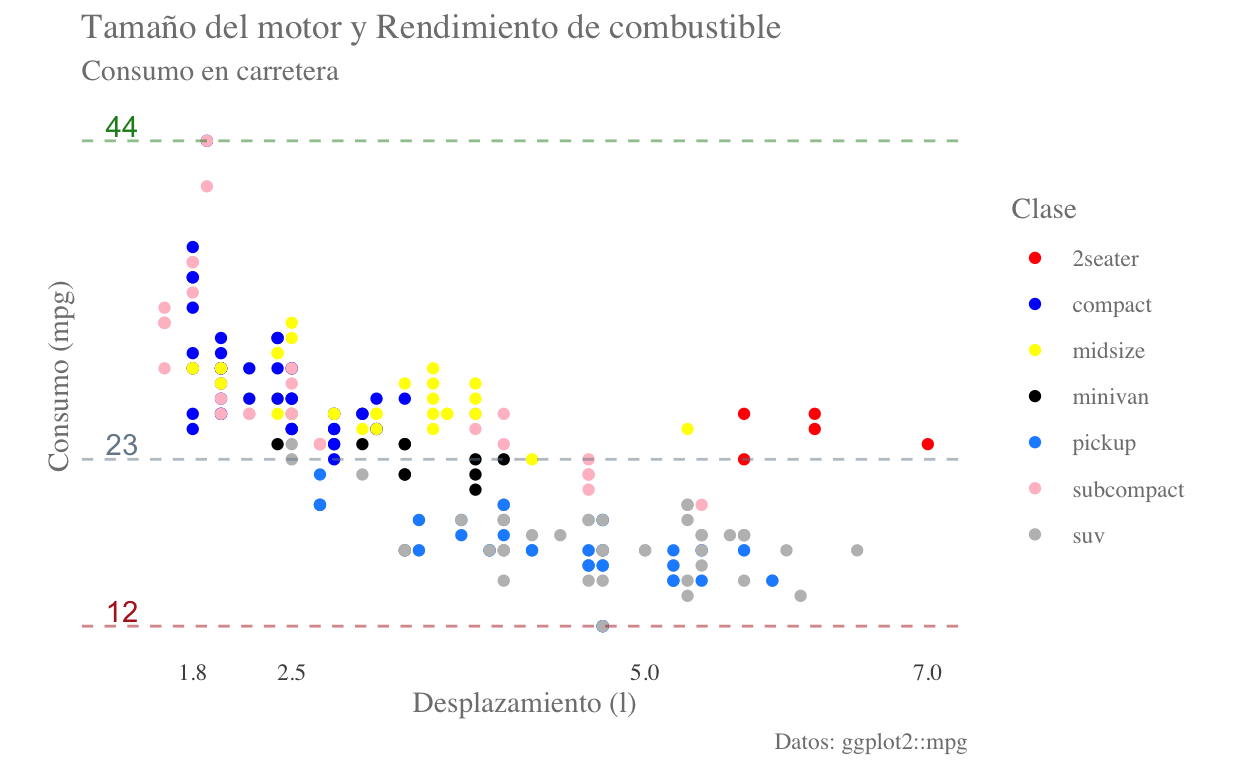 Tamaño del motor y Rendimiento de combustible
Consumo en carretera
44
23
12
Consumo (mpg)
1.8 2.5 5.0 7.0
Desplazamiento (l)
Clase
2seater
compact
midsize
minivan
pickup
subcompact
suv
Datos: ggplot2::mpg